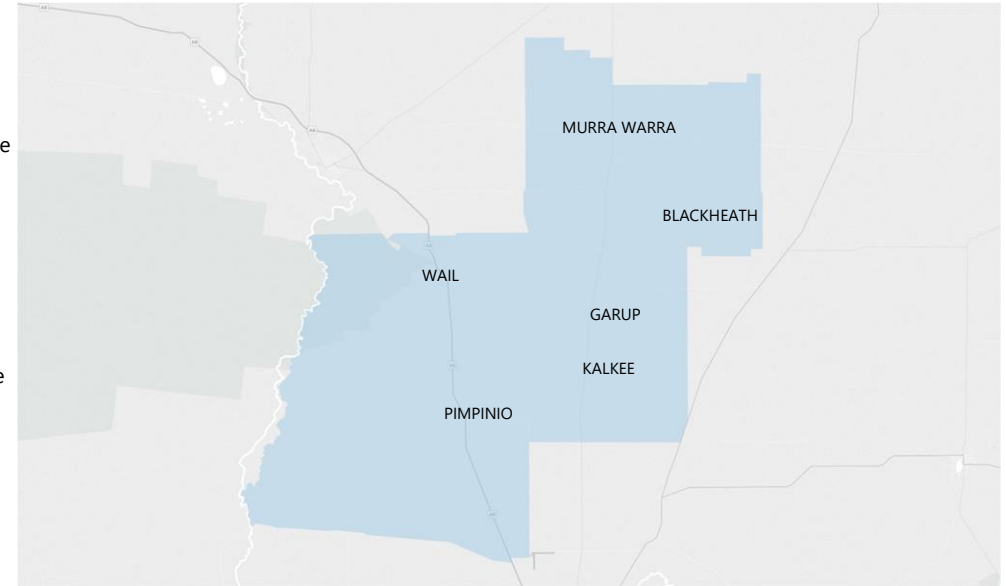 e
MURRA WARRA
BLACKHEATH
WAIL
GARUP
KALKEE
e
PIMPINIO